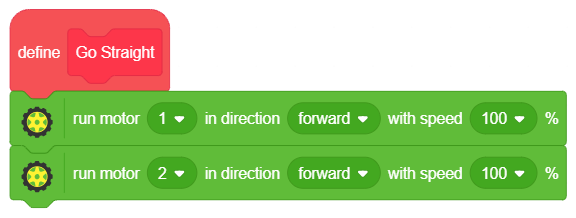 define Go Straight
run motor 1 in direction forward with speed 100 %
run motor 2 in direction forward with speed 100 %